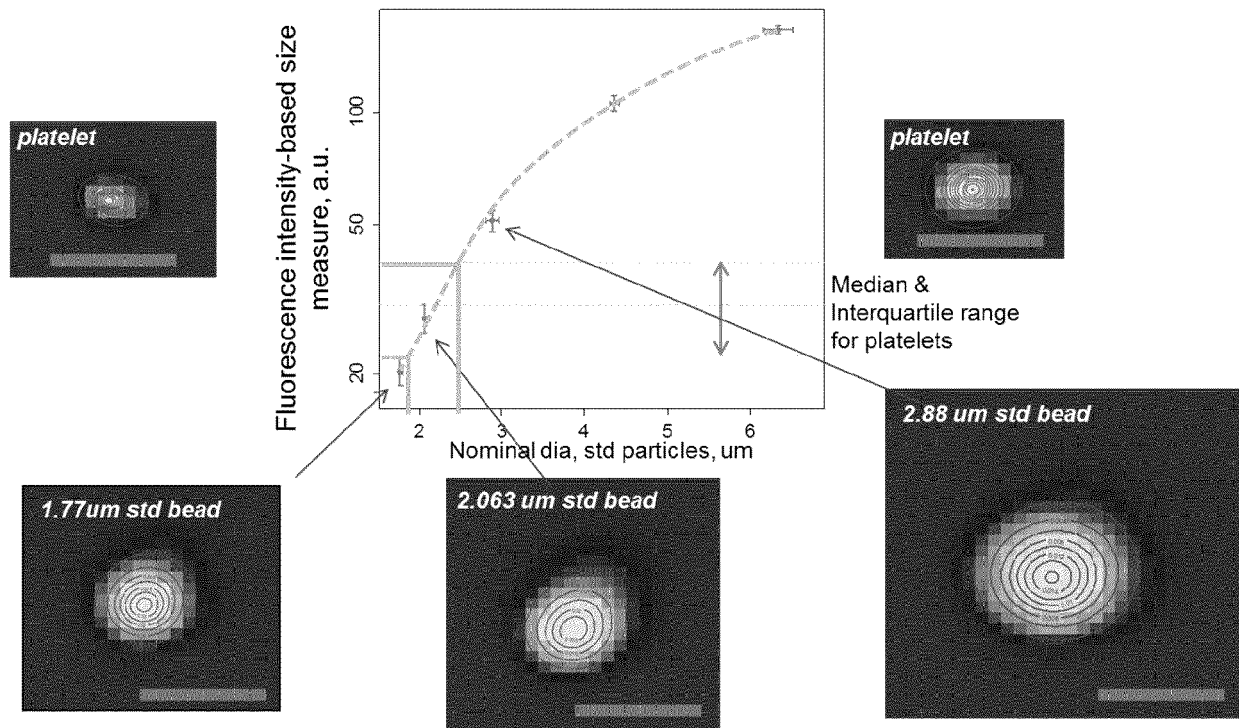 Fluorescence intensity-based size
measure, a.u.
100
50
20
2
3
4
5
6
Nominal dia, std particles, um
platelet
platelet
Median &
Interquartile range
for platelets
1.77um std bead
2.063 um std bead
2.88 um std bead